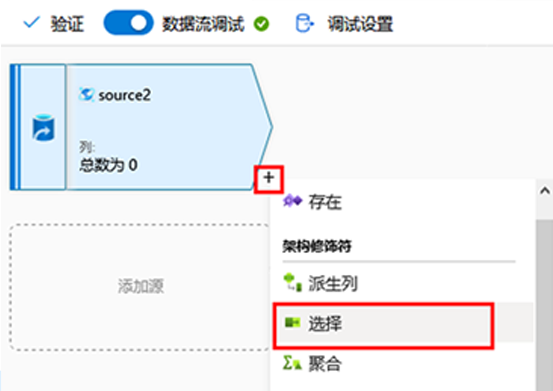 验证 数据流调试 调试设置
source2
列:
总数为 0
+
存在
架构修饰符
添加源
派生列
选择
聚合